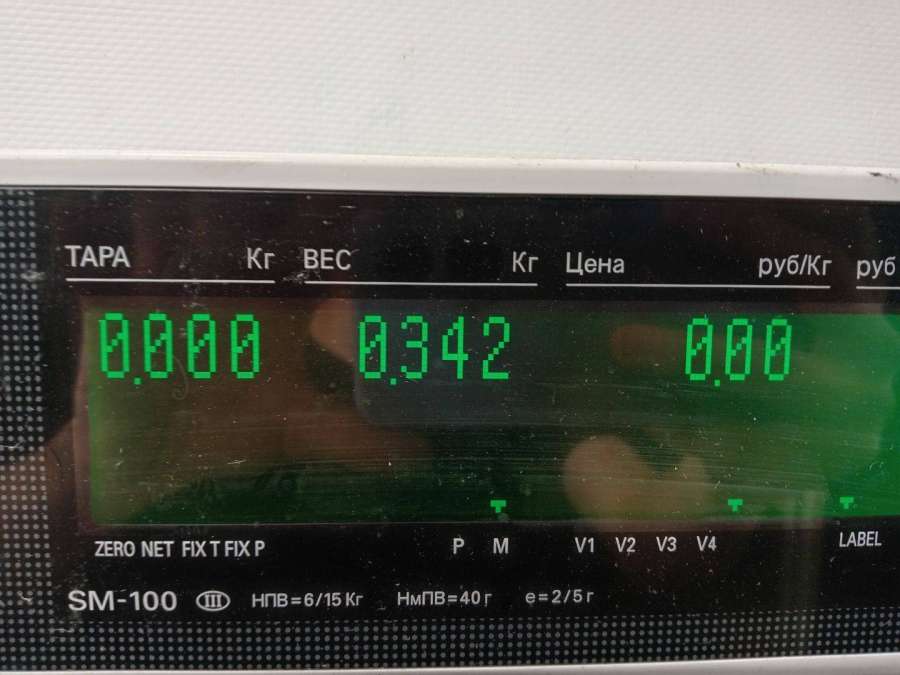 ТАРА Кг ВЕС Кг Цена руб/Кг руб
0.000 0.342 0.00
ZERO NET FIX T FIX P P M V1 V2 V3 V4 LABEL
SM-100 III НПВ=6/15 Кг НмПВ=40 г e=2/5 г